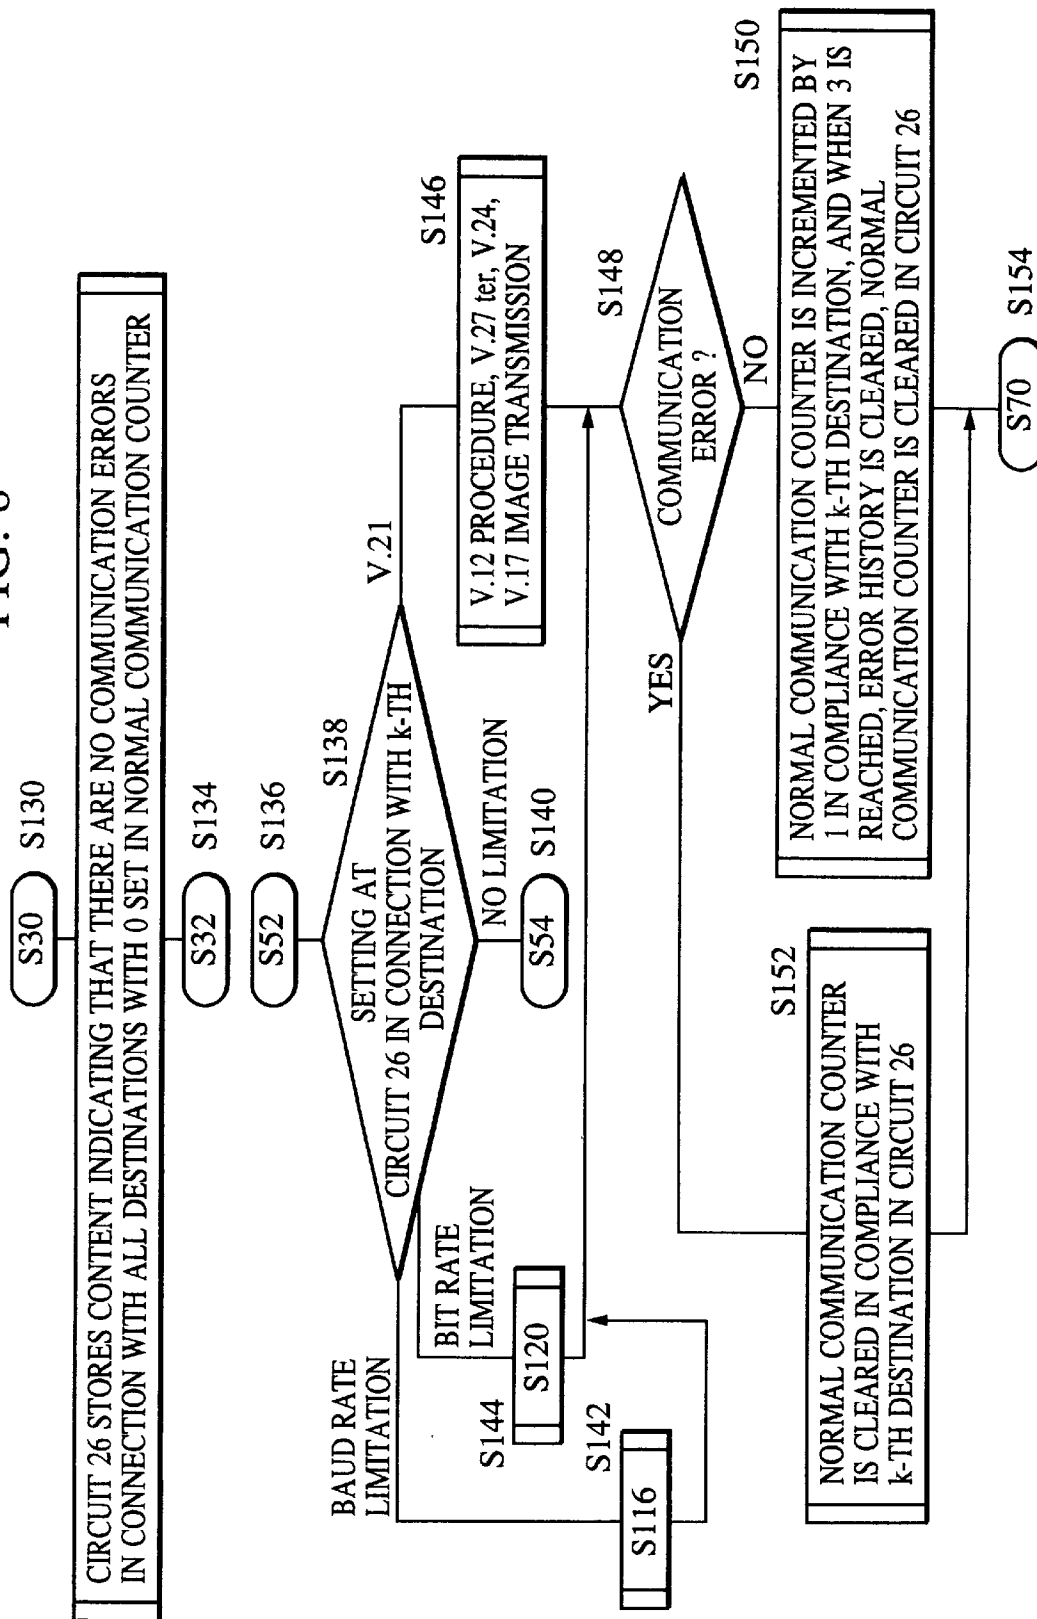 S30 S130
CIRCUIT 26 STORES CONTENT INDICATING THAT THERE ARE NO COMMUNICATION ERRORS
IN CONNECTION WITH ALL DESTINATIONS WITH 0 SET IN NORMAL COMMUNICATION COUNTER
S32 S134
S52 S136
S138
SETTING AT
CIRCUIT 26 IN CONNECTION WITH k-TH
DESTINATION
V.21
NO LIMITATION
S54 S140
BAUD RATE
LIMITATION
BIT RATE
LIMITATION
S144
S120
S142
S116
S146
V.12 PROCEDURE, V.27 ter, V.24,
V.17 IMAGE TRANSMISSION
S148
COMMUNICATION
ERROR ?
YES
NO
S152
NORMAL COMMUNICATION COUNTER
IS CLEARED IN COMPLIANCE WITH
k-TH DESTINATION IN CIRCUIT 26
S150
NORMAL COMMUNICATION COUNTER IS INCREMENTED BY
1 IN COMPLIANCE WITH k-TH DESTINATION, AND WHEN 3 IS
REACHED, ERROR HISTORY IS CLEARED, NORMAL
COMMUNICATION COUNTER IS CLEARED IN CIRCUIT 26
S70 S154